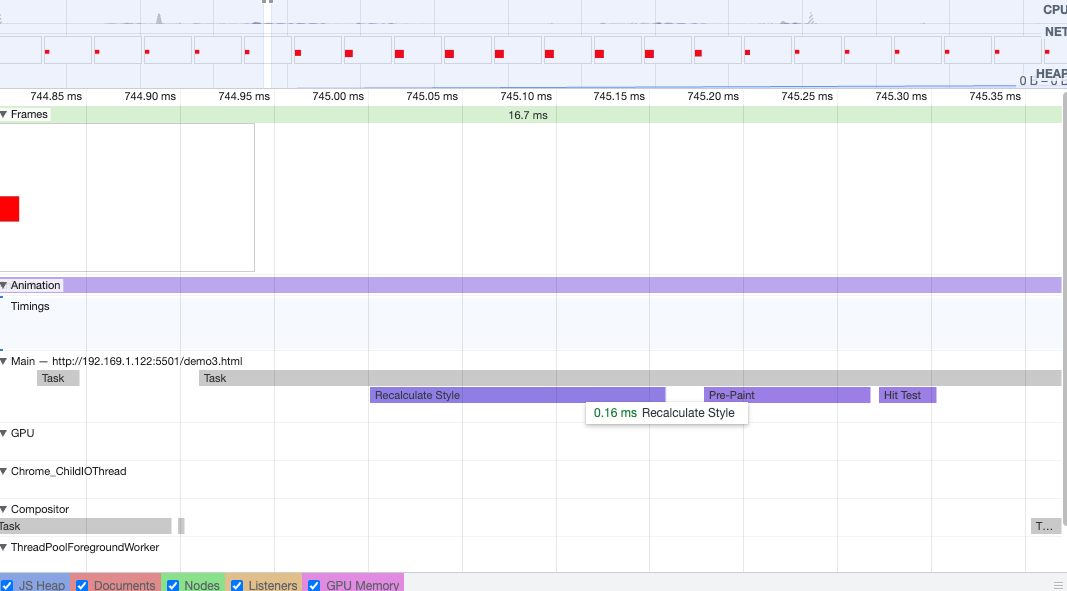 CPU
NET
HEAP
0 B – 0 B
744.85 ms 744.90 ms 744.95 ms 745.00 ms 745.05 ms 745.10 ms 745.15 ms 745.20 ms 745.25 ms 745.30 ms 745.35 ms
Frames 16.7 ms
Animation
Timings
Main — http://192.169.1.122:5501/demo3.html
Task Task
Recalculate Style Pre-Paint Hit Test
0.16 ms Recalculate Style
GPU
Chrome_ChildIOThread
Compositor
Task T...
ThreadPoolForegroundWorker
JS Heap Documents Nodes Listeners GPU Memory